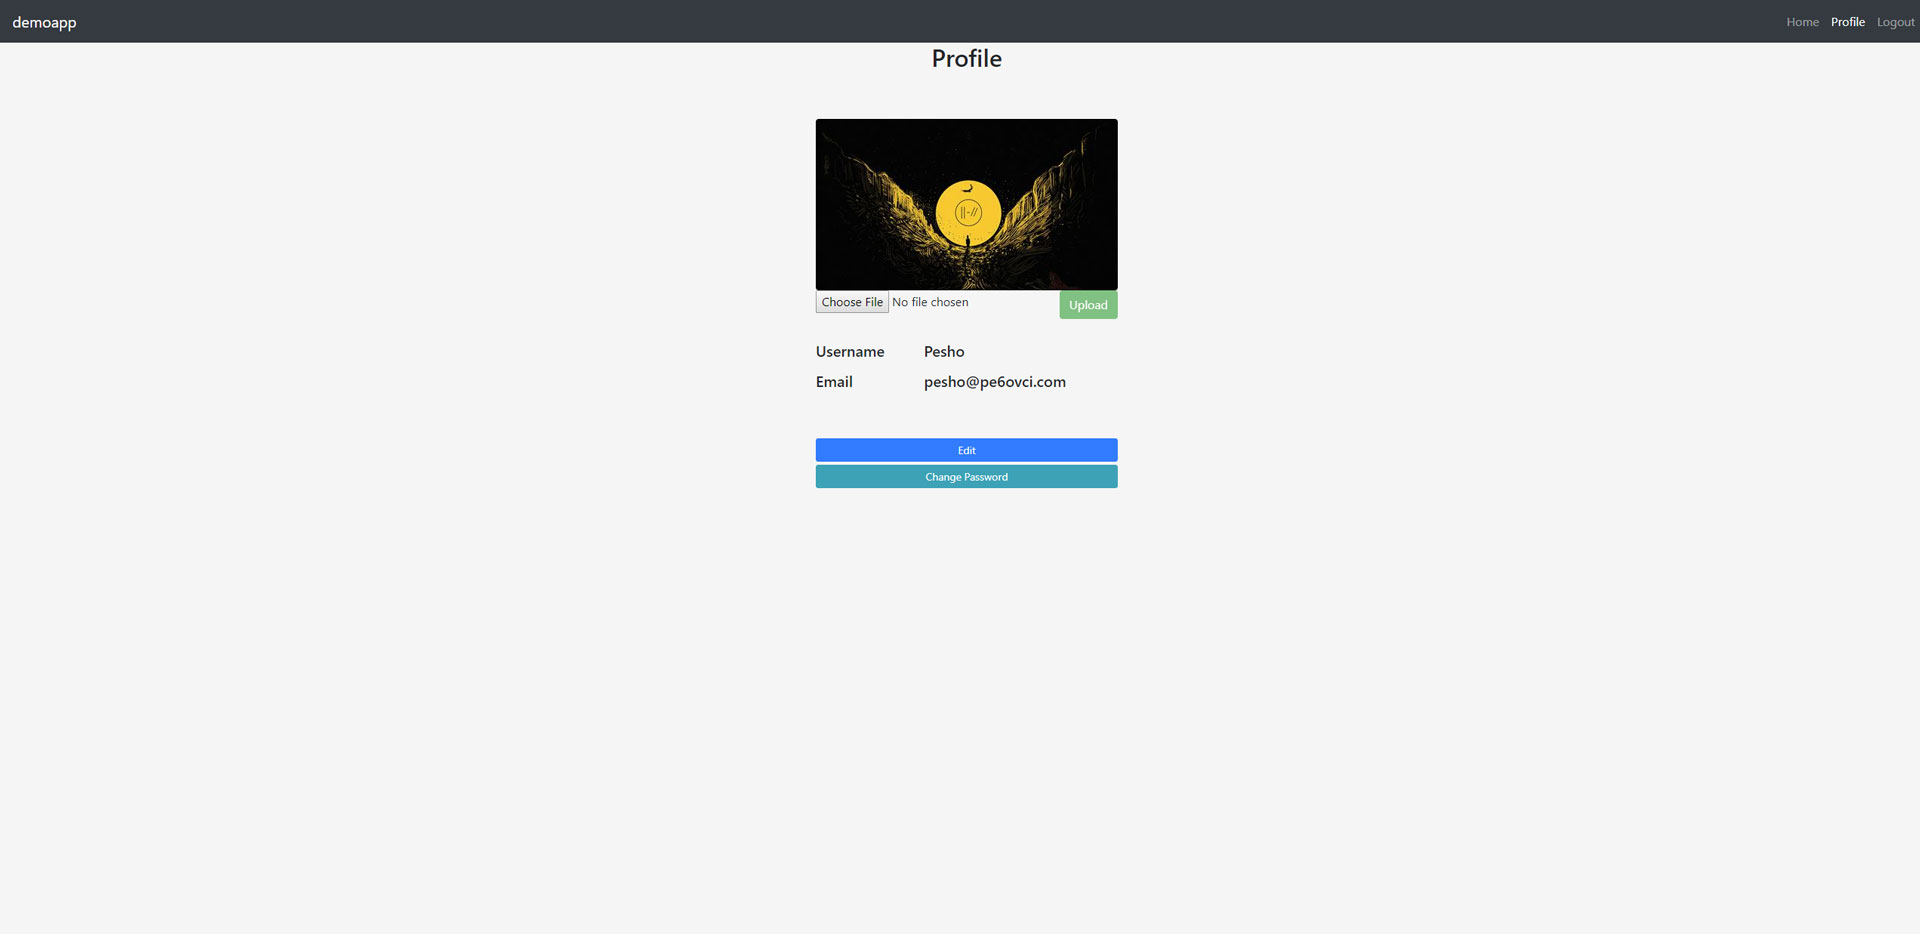 demoapp
Home Profile Logout
Profile
||-//
Choose File No file chosen Upload
Username Pesho
Email pesho@pe6ovci.com
Edit
Change Password